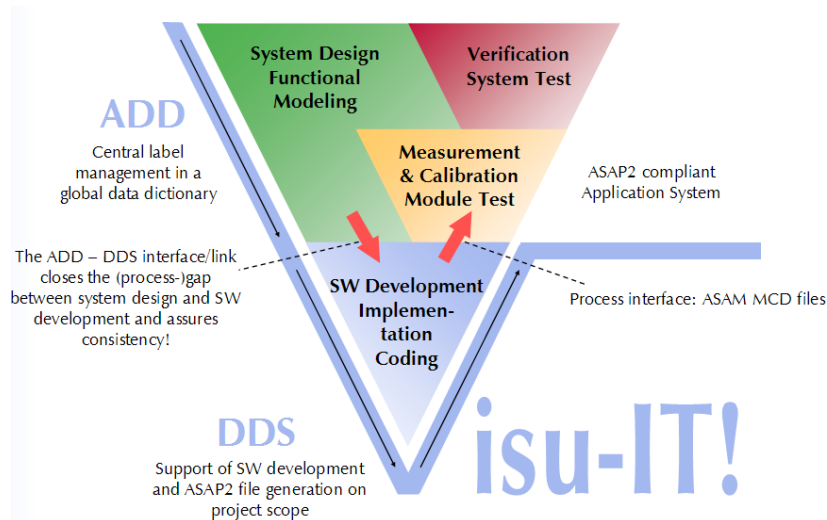 System Design
Functional
Modeling
Verification
System Test
ADD
Central label
management in a
global data dictionary
Measurement
& Calibration
Module Test
ASAP2 compliant
Application System
The ADD – DDS interface/link
closes the (process-)gap
between system design and SW
development and assures
consistency!
SW Development
Implemen-
tation
Coding
Process interface: ASAM MCD files
DDS
Support of SW development
and ASAP2 file generation on
project scope
isu-IT!